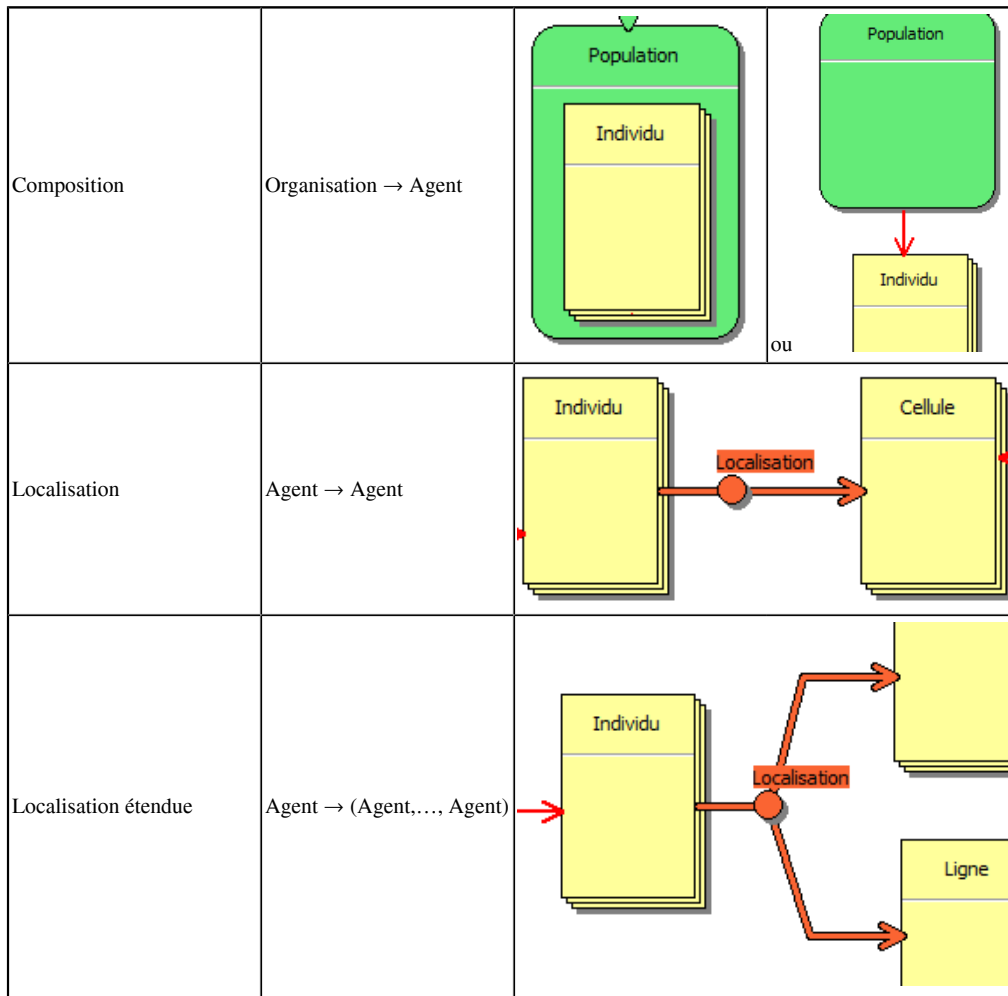 Composition
Organisation → Agent
Population
Individu
ou
Population
Individu
Localisation
Agent → Agent
Individu
Localisation
Cellule
Localisation étendue
Agent → (Agent,…, Agent)
Individu
Localisation
Ligne